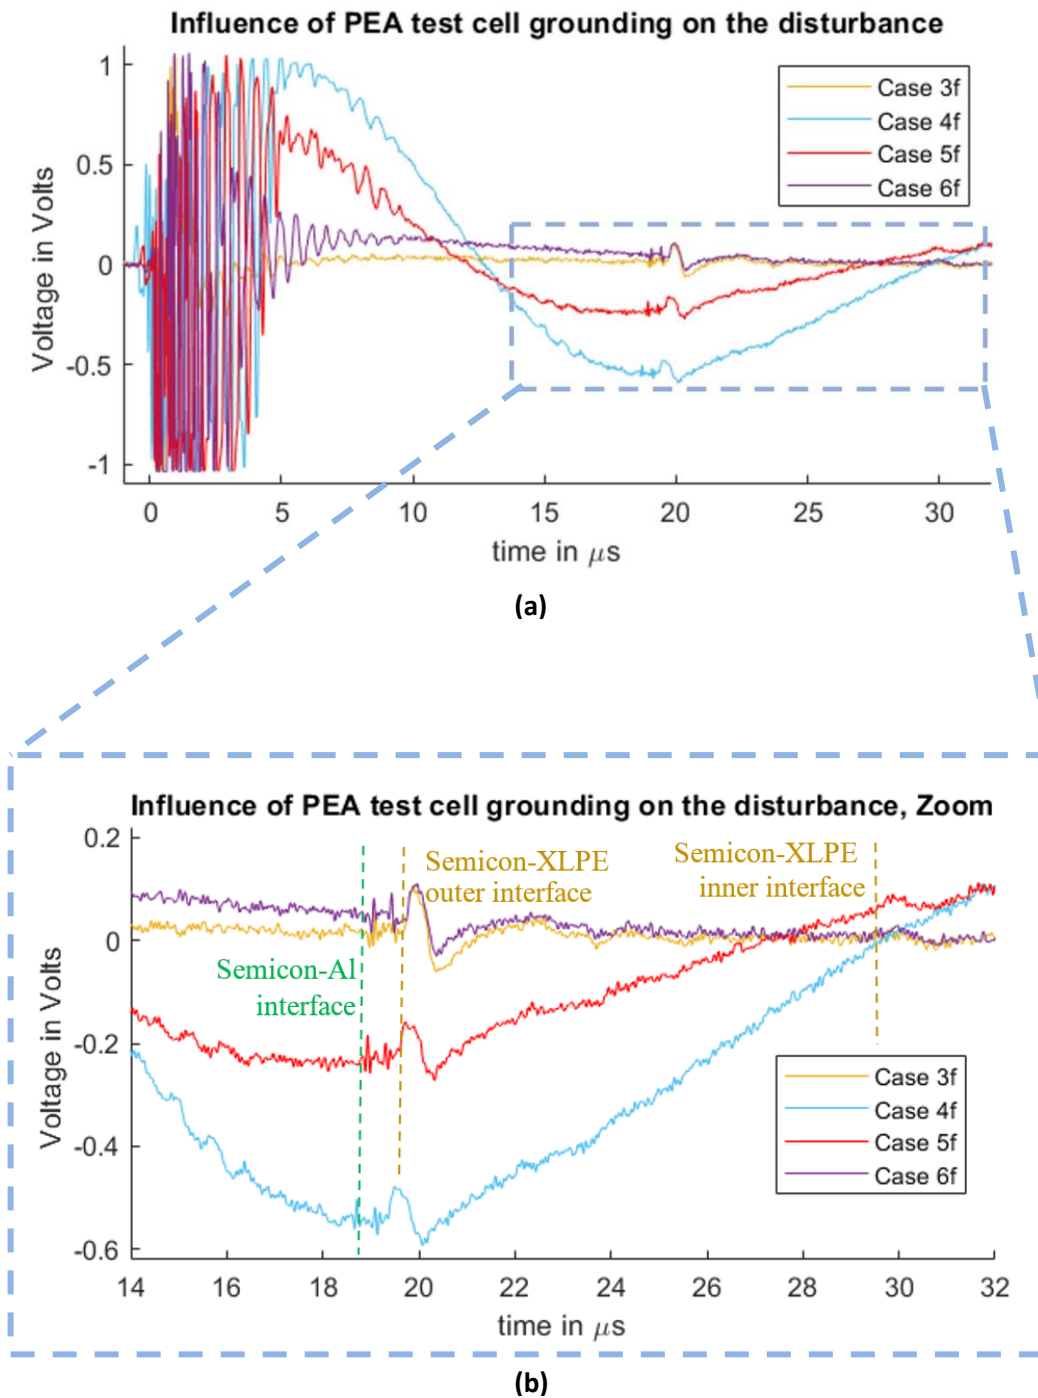 Influence of PEA test cell grounding on the disturbance
Voltage in Volts
1
0.5
0
-0.5
-1
Case 3f
Case 4f
Case 5f
Case 6f
0 5 10 15 20 25 30
time in μs
(a)
Influence of PEA test cell grounding on the disturbance, Zoom
Voltage in Volts
0.2
0
-0.2
-0.4
-0.6
Semicon-XLPE
outer interface
Semicon-XLPE
inner interface
Semicon-Al
interface
Case 3f
Case 4f
Case 5f
Case 6f
14 16 18 20 22 24 26 28 30 32
time in μs
(b)